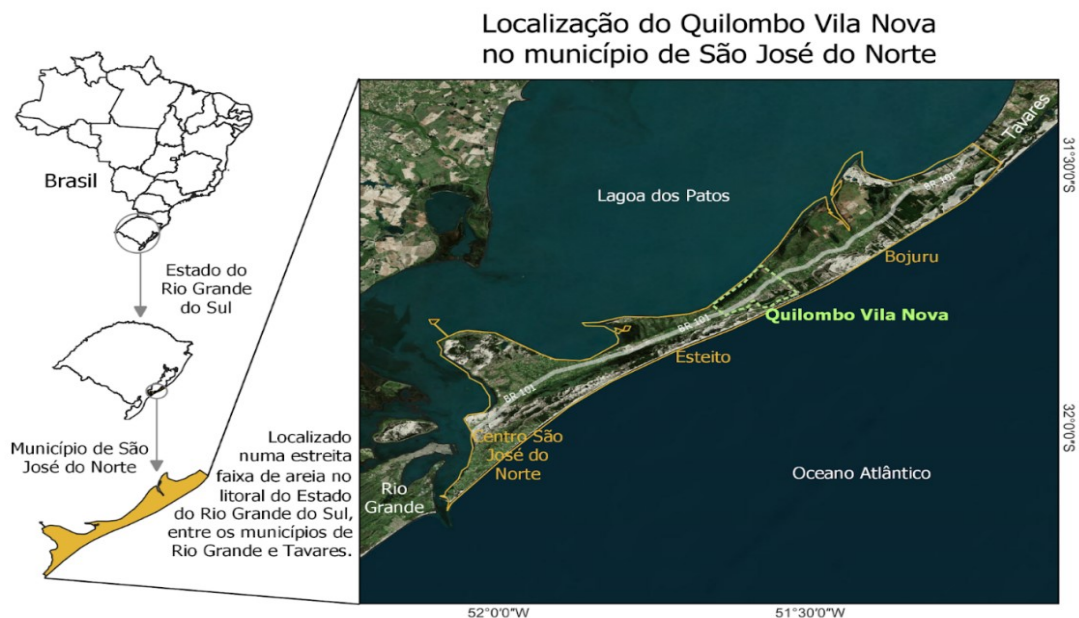 Localização do Quilombo Vila Nova
no município de São José do Norte
Brasil
Estado do
Rio Grande
do Sul
Município de São
José do Norte
Localizado
numa estreita
faixa de areia no
litoral do Estado
do Rio Grande do Sul,
entre os municípios de
Rio Grande e Tavares.
Tavares
31°30'0"S
Lagoa dos Patos
BR 101
Bojuru
Quilombo Vila Nova
BR 101
Esteito
BR 101
32°0'0"S
Centro São
José do
Norte
Oceano Atlântico
Rio
Grande
52°0'0"W
51°30'0"W